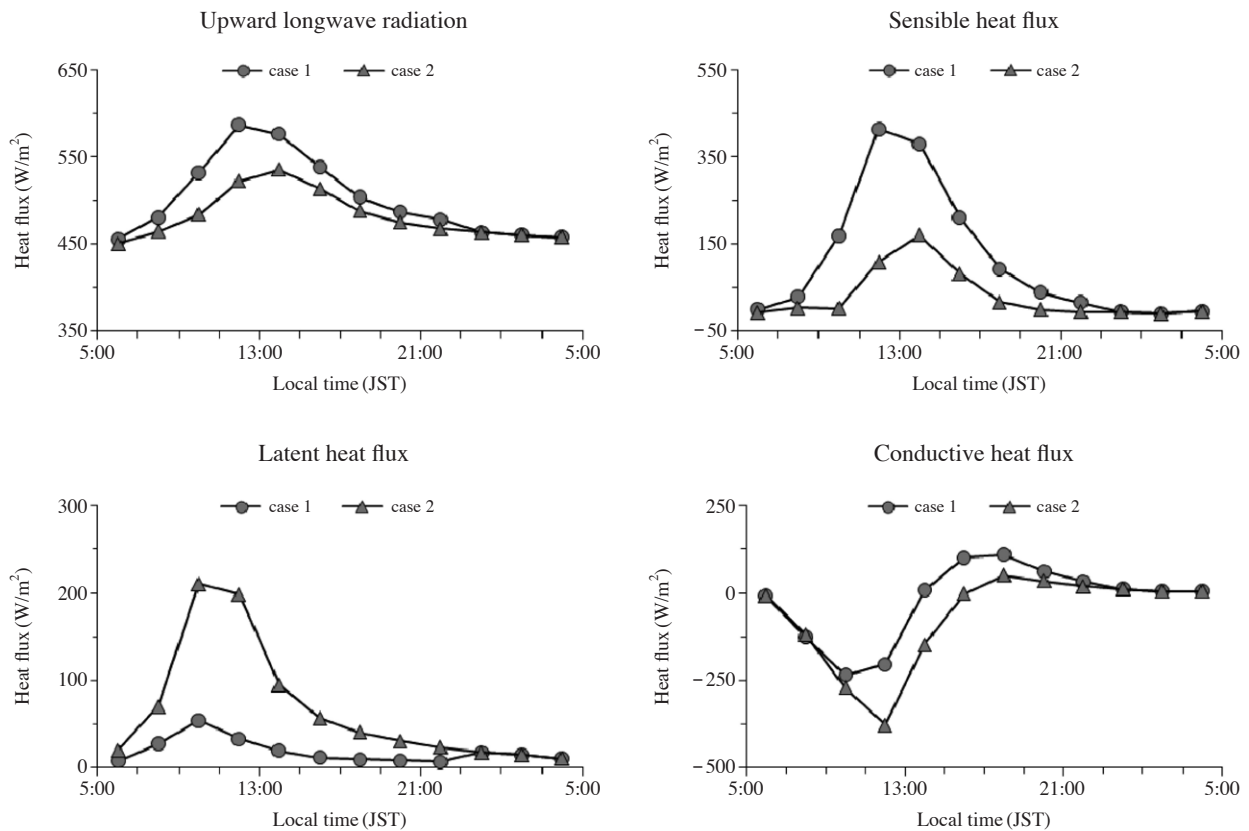 Upward longwave radiation
case 1 case 2
650
550
450
350
Heat flux (W/m²)
5:00 13:00 21:00 5:00
Local time (JST)
Sensible heat flux
case 1 case 2
550
350
150
−50
Heat flux (W/m²)
5:00 13:00 21:00 5:00
Local time (JST)
Latent heat flux
case 1 case 2
300
200
100
0
Heat flux (W/m²)
5:00 13:00 21:00 5:00
Local time (JST)
Conductive heat flux
case 1 case 2
250
0
−250
−500
Heat flux (W/m²)
5:00 13:00 21:00 5:00
Local time (JST)